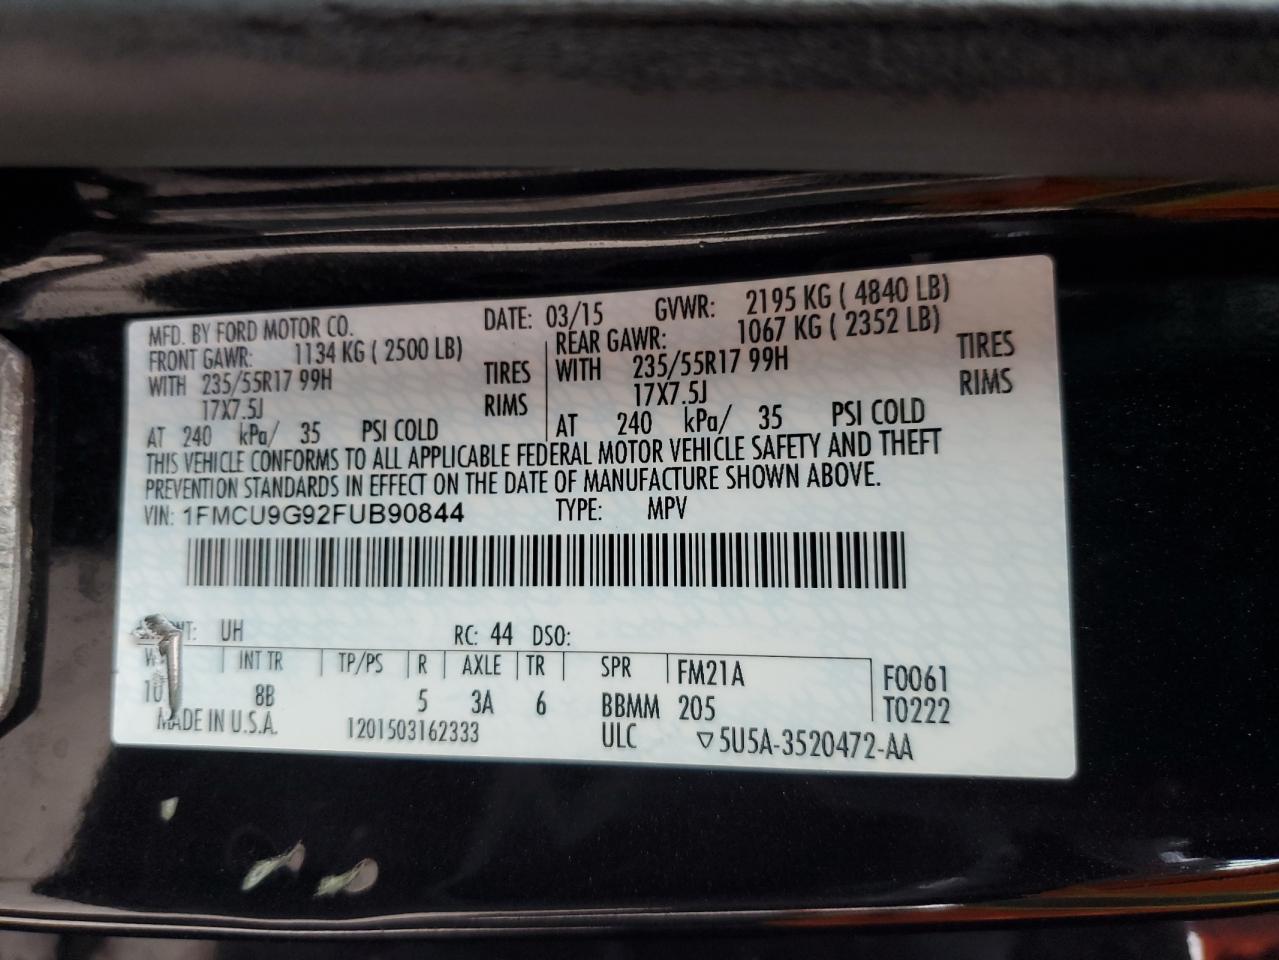 MFD. BY FORD MOTOR CO. DATE: 03/15 GVWR: 2195 KG ( 4840 LB)
FRONT GAWR: 1134 KG ( 2500 LB) REAR GAWR: 1067 KG ( 2352 LB)
WITH 235/55R17 99H TIRES WITH 235/55R17 99H TIRES
17X7.5J RIMS 17X7.5J RIMS
AT 240 kPa/ 35 PSI COLD AT 240 kPa/ 35 PSI COLD
THIS VEHICLE CONFORMS TO ALL APPLICABLE FEDERAL MOTOR VEHICLE SAFETY AND THEFT
PREVENTION STANDARDS IN EFFECT ON THE DATE OF MANUFACTURE SHOWN ABOVE.
VIN: 1FMCU9G92FUB90844 TYPE: MPV
UH RC: 44 DSO:
INT TR TP/PS R AXLE TR SPR FM21A F0061
8B 5 3A 6 BBMM 205 T0222
MADE IN U.S.A. 1201503162333 ULC ▽5U5A-3520472-AA